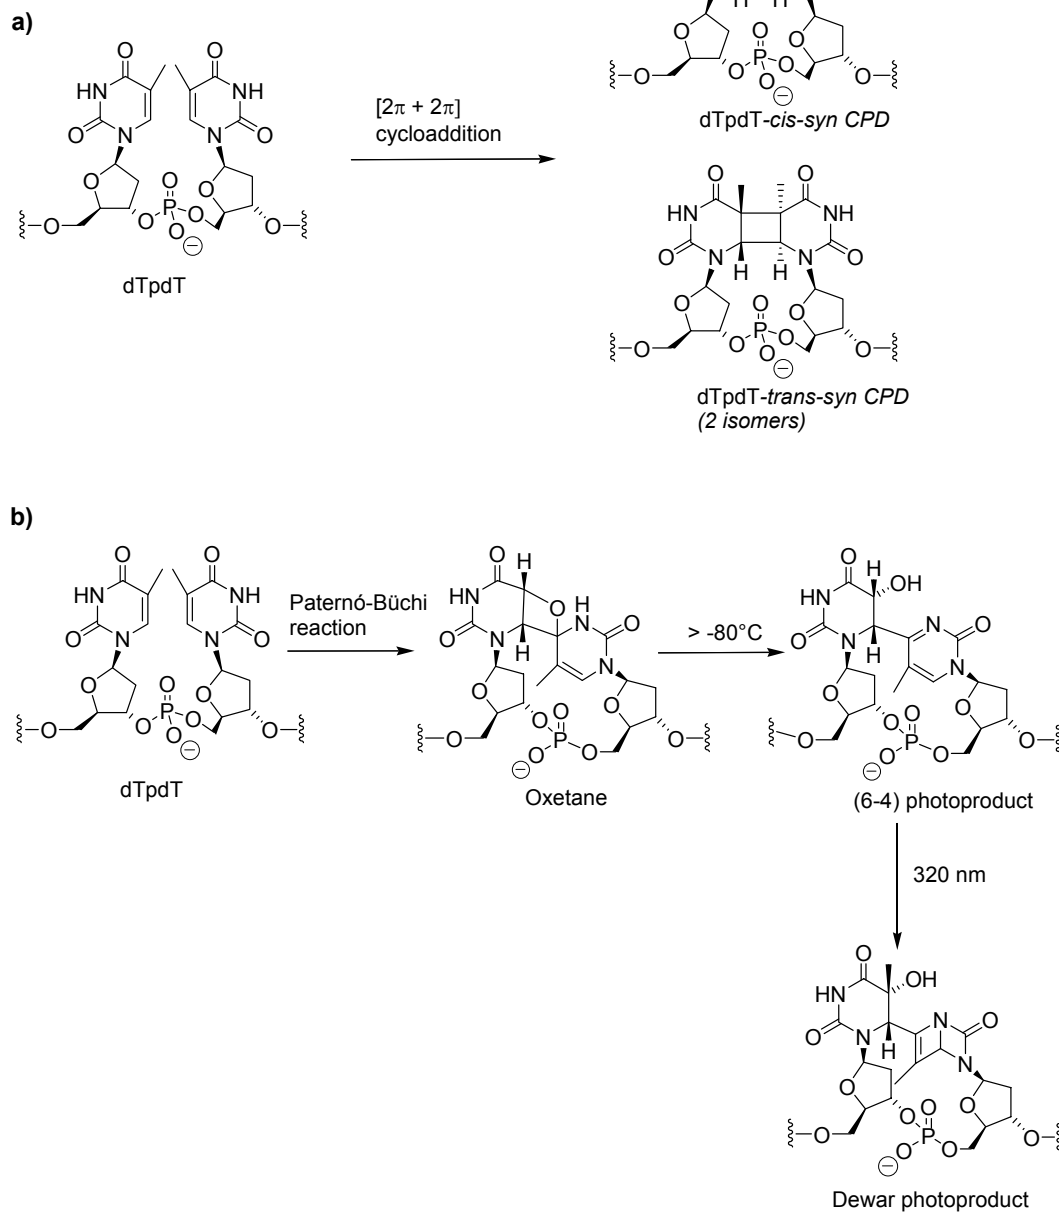 a)
[2π + 2π]
cycloaddition
dTpdT
dTpdT-cis-syn CPD
dTpdT-trans-syn CPD
(2 isomers)
b)
Paternó-Büchi
reaction
> -80°C
dTpdT
Oxetane
(6-4) photoproduct
320 nm
Dewar photoproduct